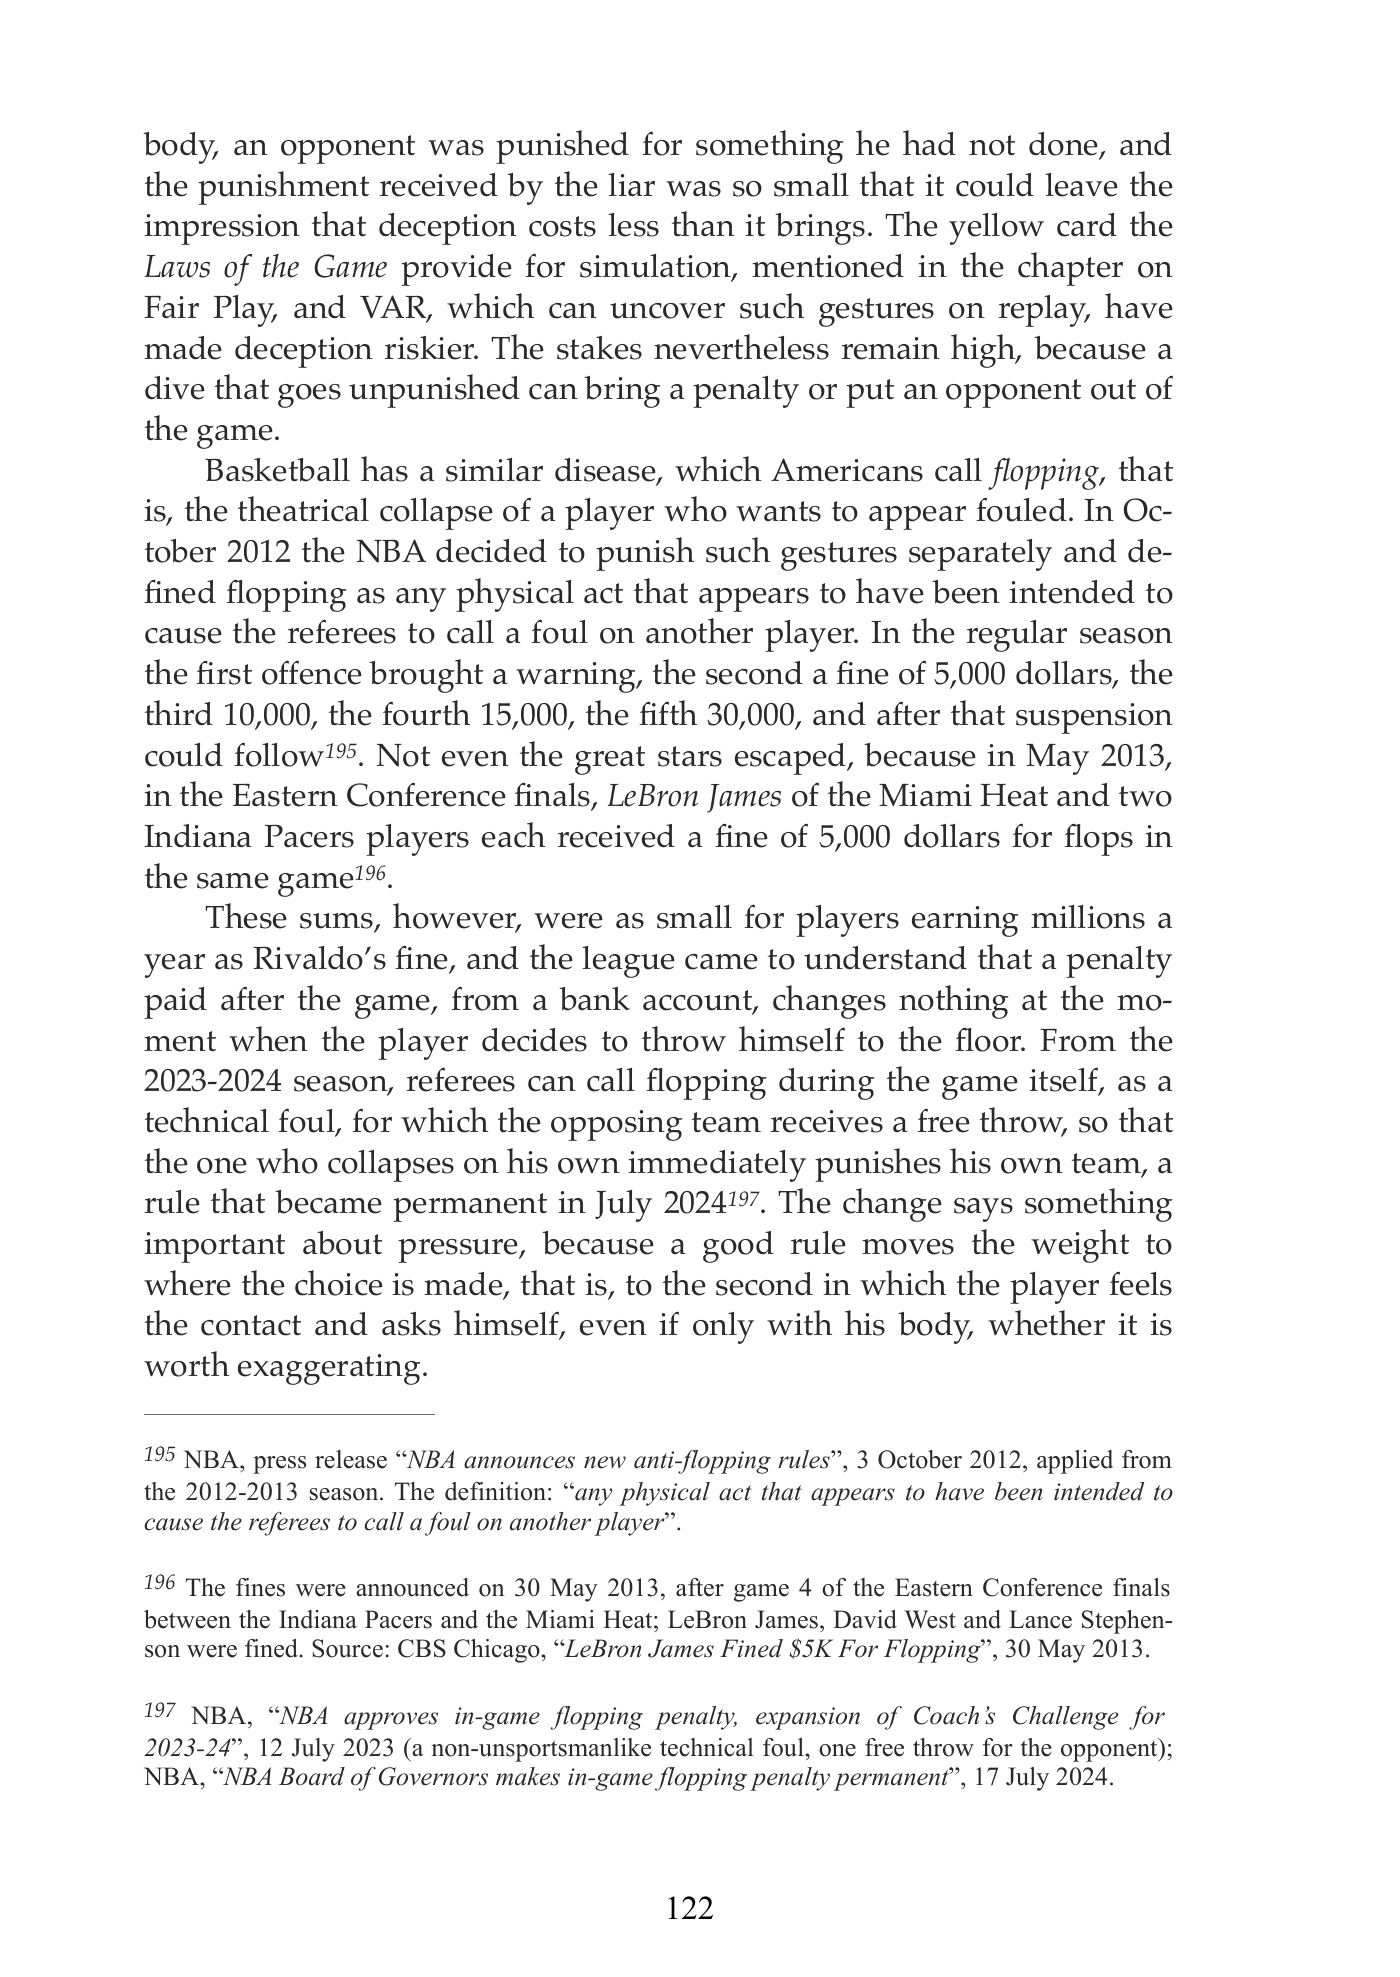 body, an opponent was punished for something he had not done, and
the punishment received by the liar was so small that it could leave the
impression that deception costs less than it brings. The yellow card the
Laws of the Game provide for simulation, mentioned in the chapter on
Fair Play, and VAR, which can uncover such gestures on replay, have
made deception riskier. The stakes nevertheless remain high, because a
dive that goes unpunished can bring a penalty or put an opponent out of
the game.
Basketball has a similar disease, which Americans call flopping, that
is, the theatrical collapse of a player who wants to appear fouled. In Oc-
tober 2012 the NBA decided to punish such gestures separately and de-
fined flopping as any physical act that appears to have been intended to
cause the referees to call a foul on another player. In the regular season
the first offence brought a warning, the second a fine of 5,000 dollars, the
third 10,000, the fourth 15,000, the fifth 30,000, and after that suspension
could follow195. Not even the great stars escaped, because in May 2013,
in the Eastern Conference finals, LeBron James of the Miami Heat and two
Indiana Pacers players each received a fine of 5,000 dollars for flops in
the same game196.
These sums, however, were as small for players earning millions a
year as Rivaldo’s fine, and the league came to understand that a penalty
paid after the game, from a bank account, changes nothing at the mo-
ment when the player decides to throw himself to the floor. From the
2023-2024 season, referees can call flopping during the game itself, as a
technical foul, for which the opposing team receives a free throw, so that
the one who collapses on his own immediately punishes his own team, a
rule that became permanent in July 2024197. The change says something
important about pressure, because a good rule moves the weight to
where the choice is made, that is, to the second in which the player feels
the contact and asks himself, even if only with his body, whether it is
worth exaggerating.
195 NBA, press release “NBA announces new anti-flopping rules”, 3 October 2012, applied from
the 2012-2013 season. The definition: “any physical act that appears to have been intended to
cause the referees to call a foul on another player”.
196 The fines were announced on 30 May 2013, after game 4 of the Eastern Conference finals
between the Indiana Pacers and the Miami Heat; LeBron James, David West and Lance Stephen-
son were fined. Source: CBS Chicago, “LeBron James Fined $5K For Flopping”, 30 May 2013.
197 NBA, “NBA approves in-game flopping penalty, expansion of Coach’s Challenge for
2023-24”, 12 July 2023 (a non-unsportsmanlike technical foul, one free throw for the opponent);
NBA, “NBA Board of Governors makes in-game flopping penalty permanent”, 17 July 2024.
122